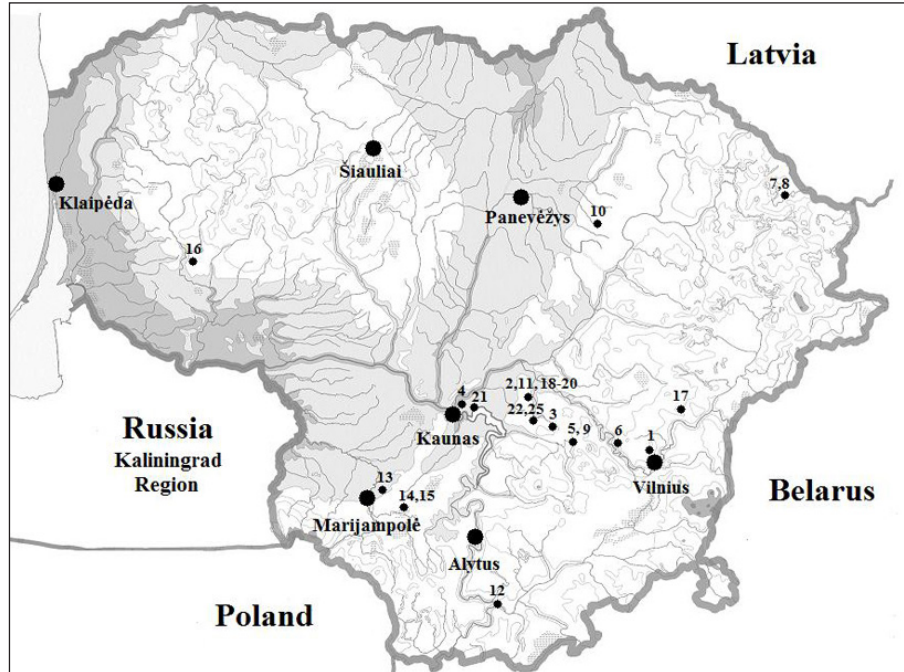 Latvia
Šiauliai
Klaipėda
7,8
Panevėžys
10
16
2,11, 18-20
17
4
21
22,25
3
Kaunas
5, 9
6
1
Russia
Kaliningrad
Region
Vilnius
13
14,15
Belarus
Marijampolė
Alytus
12
Poland